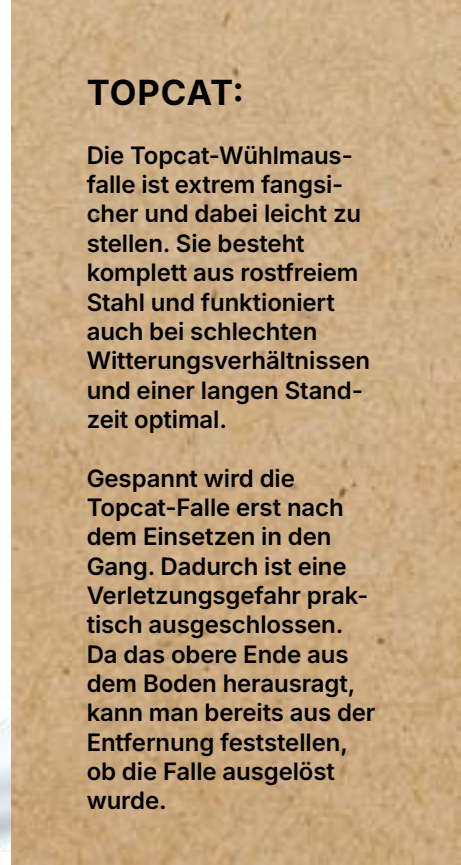 TOPCAT:
Die Topcat-Wühlmaus-
falle ist extrem fangsi-
cher und dabei leicht zu
stellen. Sie besteht
komplett aus rostfreiem
Stahl und funktioniert
auch bei schlechten
Witterungsverhältnissen
und einer langen Stand-
zeit optimal.
Gespannt wird die
Topcat-Falle erst nach
dem Einsetzen in den
Gang. Dadurch ist eine
Verletzungsgefahr prak-
tisch ausgeschlossen.
Da das obere Ende aus
dem Boden herausragt,
kann man bereits aus der
Entfernung feststellen,
ob die Falle ausgelöst
wurde.